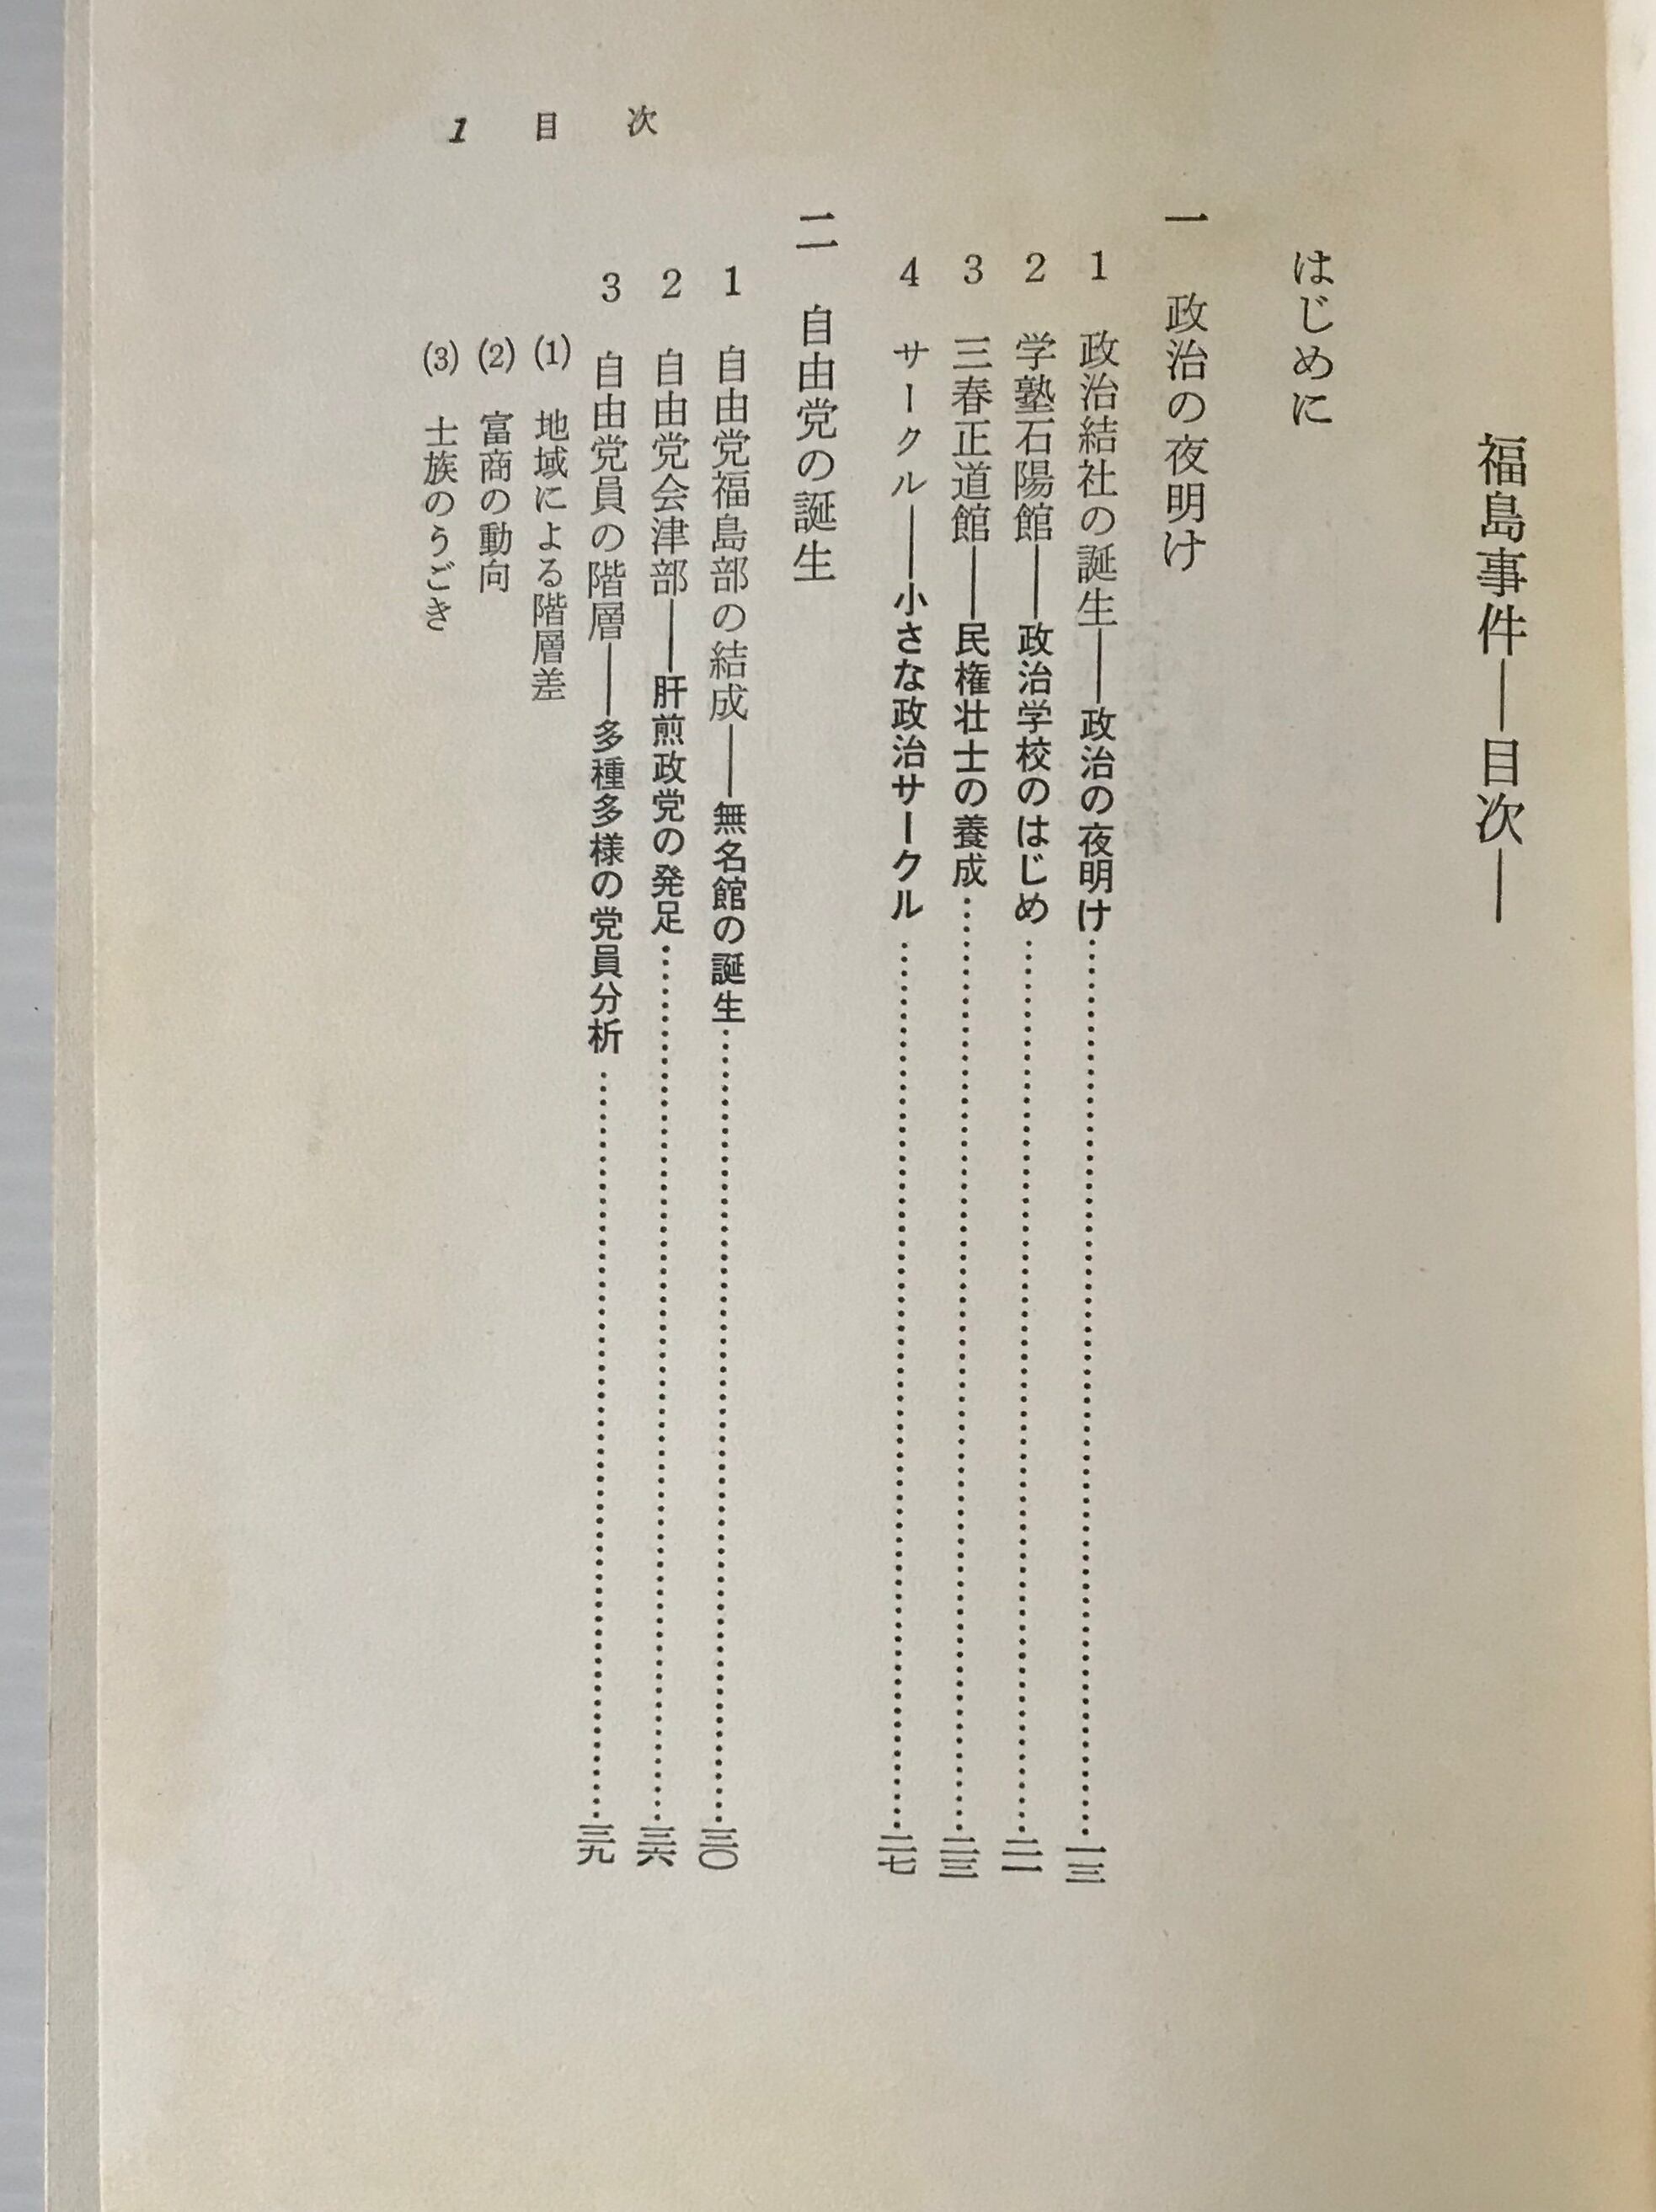 福島事件――目次――
はじめに
一 政治の夜明け
1 政治結社の誕生――政治の夜明け……一三
2 学塾石陽館――政治学校のはじめ……二一
3 三春正道館――民権壮士の養成……二三
4 サークル――小さな政治サークル……二七
二 自由党の誕生
1 自由党福島部の結成――無名館の誕生……三〇
2 自由党会津部――肝煎政党の発足……三六
3 自由党員の階層――多種多様の党員分析……三九
(1) 地域による階層差
(2) 富商の動向
(3) 士族のうごき
1 目次